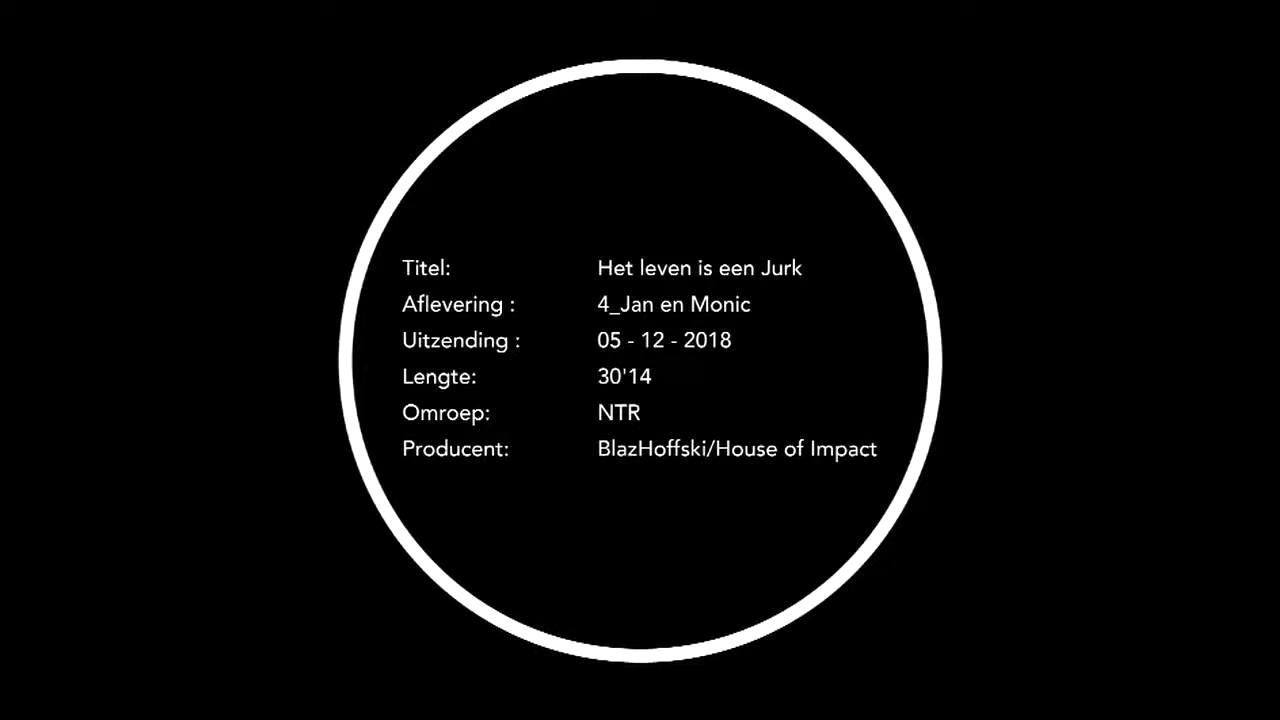 Titel: Het leven is een Jurk
Aflevering : 4_Jan en Monic
Uitzending : 05 - 12 - 2018
Lengte: 30'14
Omroep: NTR
Producent: BlazHoffski/House of Impact